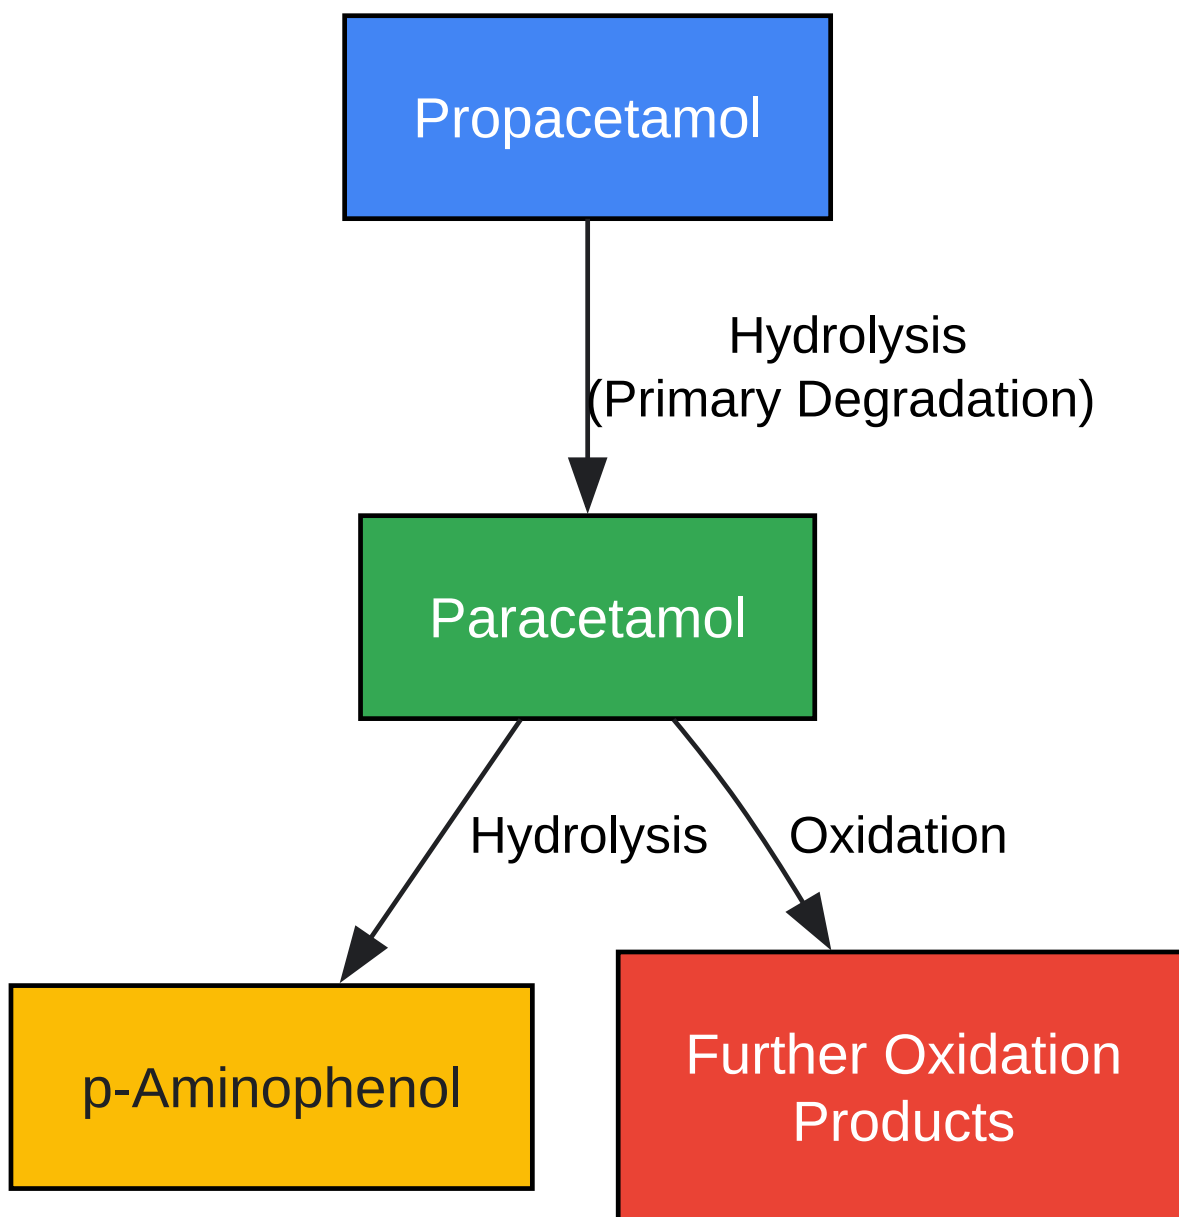 Propacetamol
Hydrolysis
(Primary Degradation)
Paracetamol
Hydrolysis
Oxidation
p-Aminophenol
Further Oxidation
Products